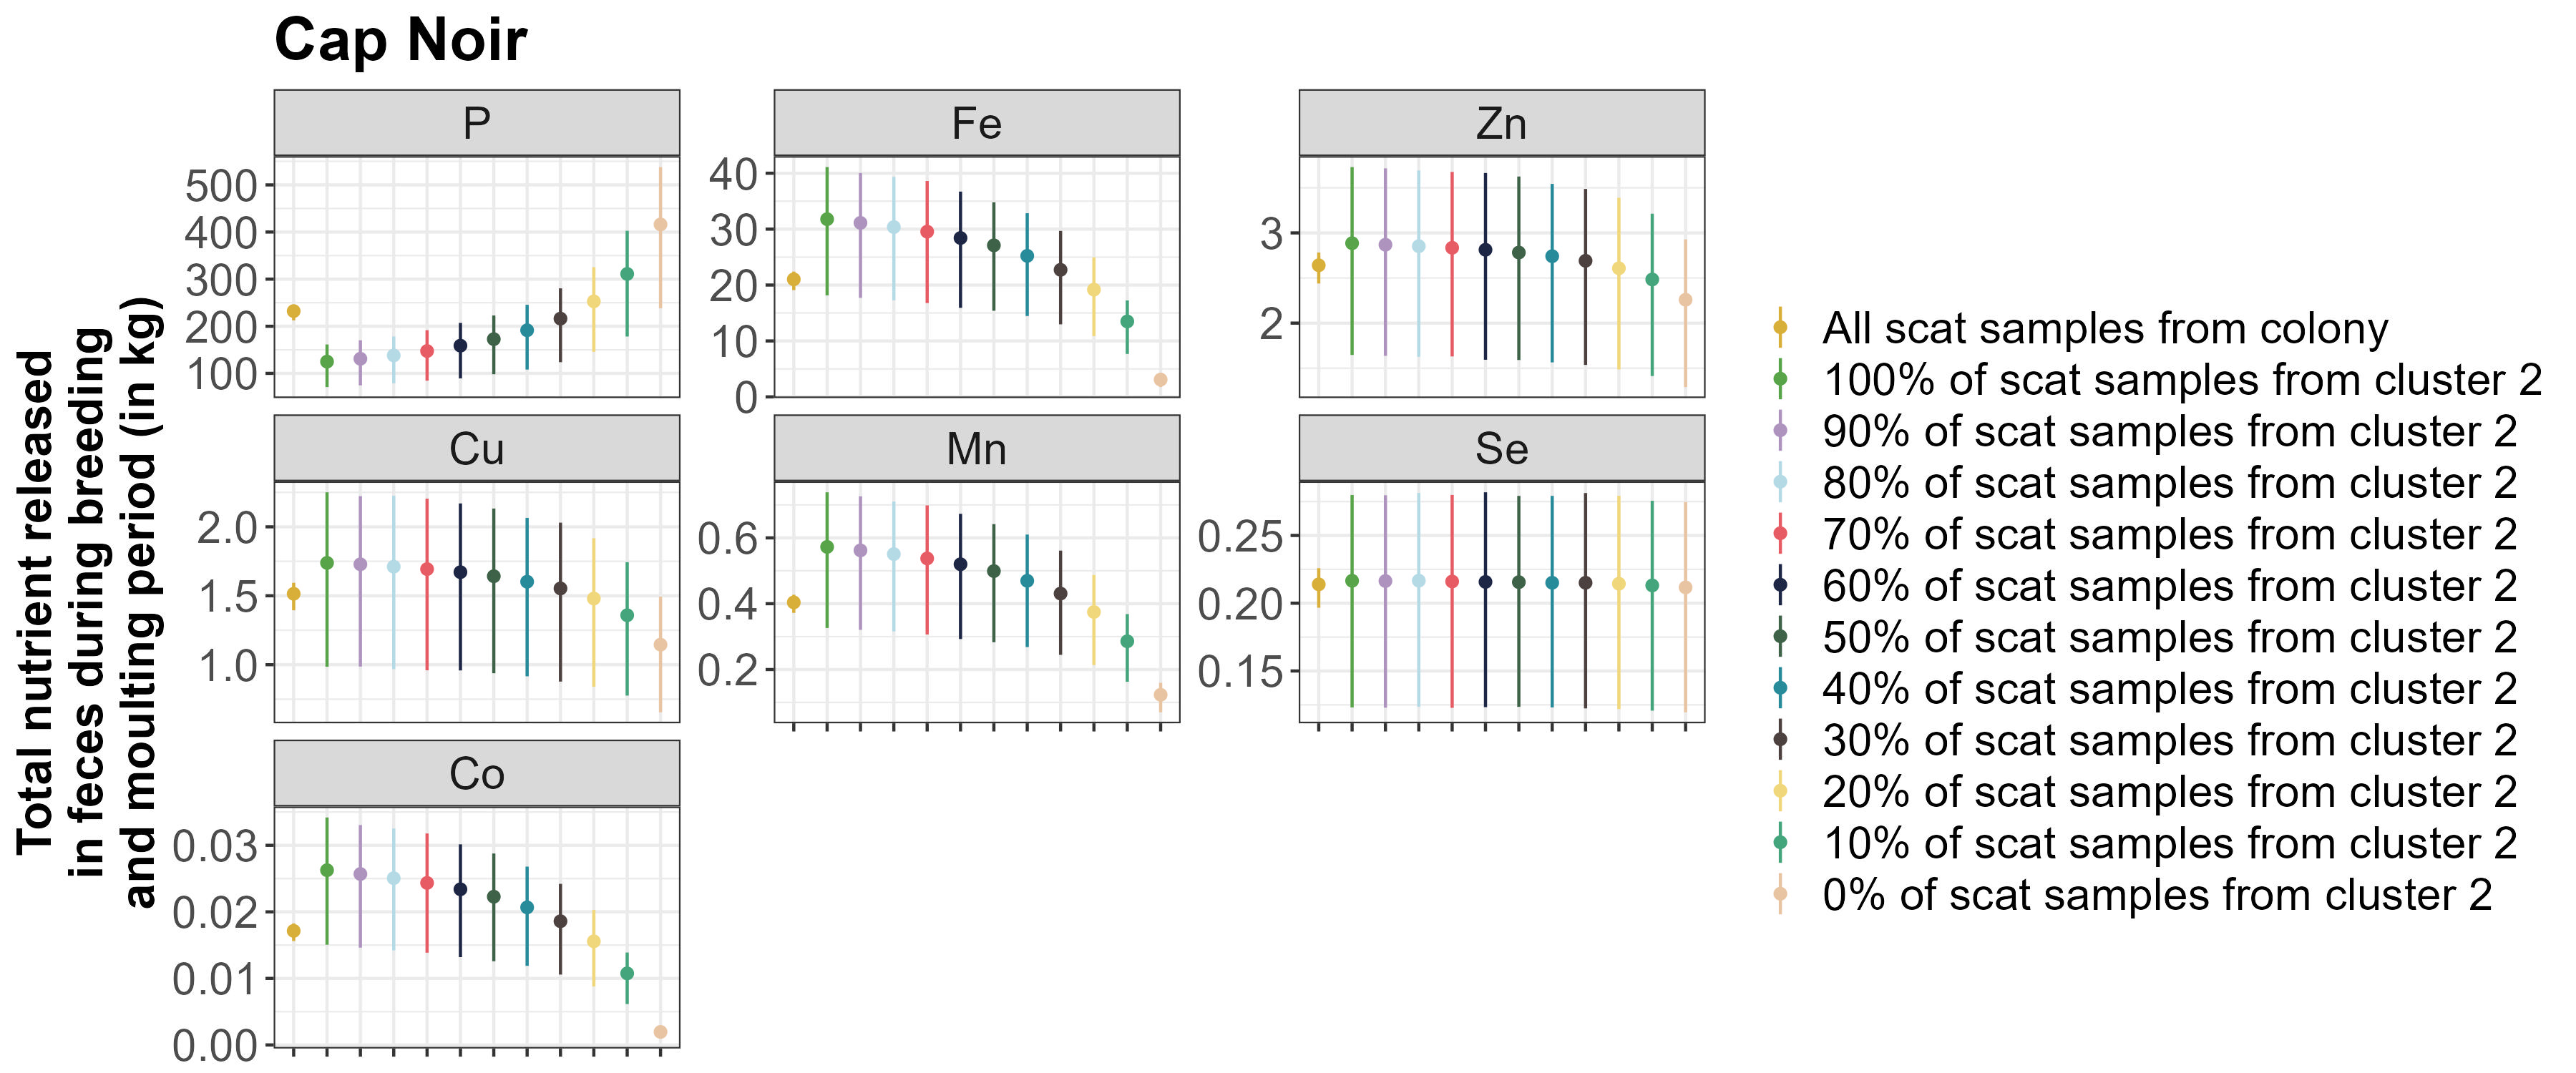 Cap Noir
P
Fe
Zn
500
400
300
200
100
40
30
20
10
0
3
2
Cu
Mn
Se
2.0
1.5
1.0
0.6
0.4
0.2
0.25
0.20
0.15
Co
0.03
0.02
0.01
0.00
Total nutrient released
in feces during breeding
and moulting period (in kg)
All scat samples from colony
100% of scat samples from cluster 2
90% of scat samples from cluster 2
80% of scat samples from cluster 2
70% of scat samples from cluster 2
60% of scat samples from cluster 2
50% of scat samples from cluster 2
40% of scat samples from cluster 2
30% of scat samples from cluster 2
20% of scat samples from cluster 2
10% of scat samples from cluster 2
0% of scat samples from cluster 2